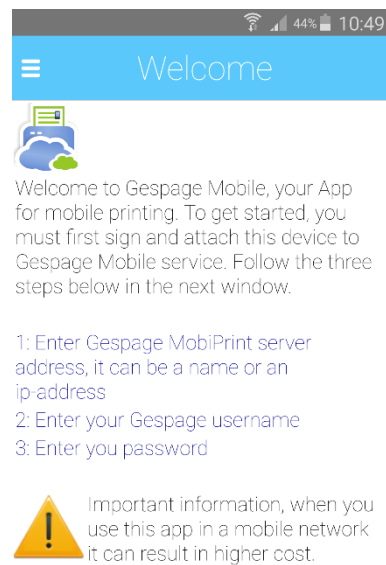 44% 10:49
Welcome
Welcome to Gespage Mobile, your App
for mobile printing. To get started, you
must first sign and attach this device to
Gespage Mobile service. Follow the three
steps below in the next window.
1: Enter Gespage MobiPrint server
address, it can be a name or an
ip-address
2: Enter your Gespage username
3: Enter you password
Important information, when you
use this app in a mobile network
it can result in higher cost.